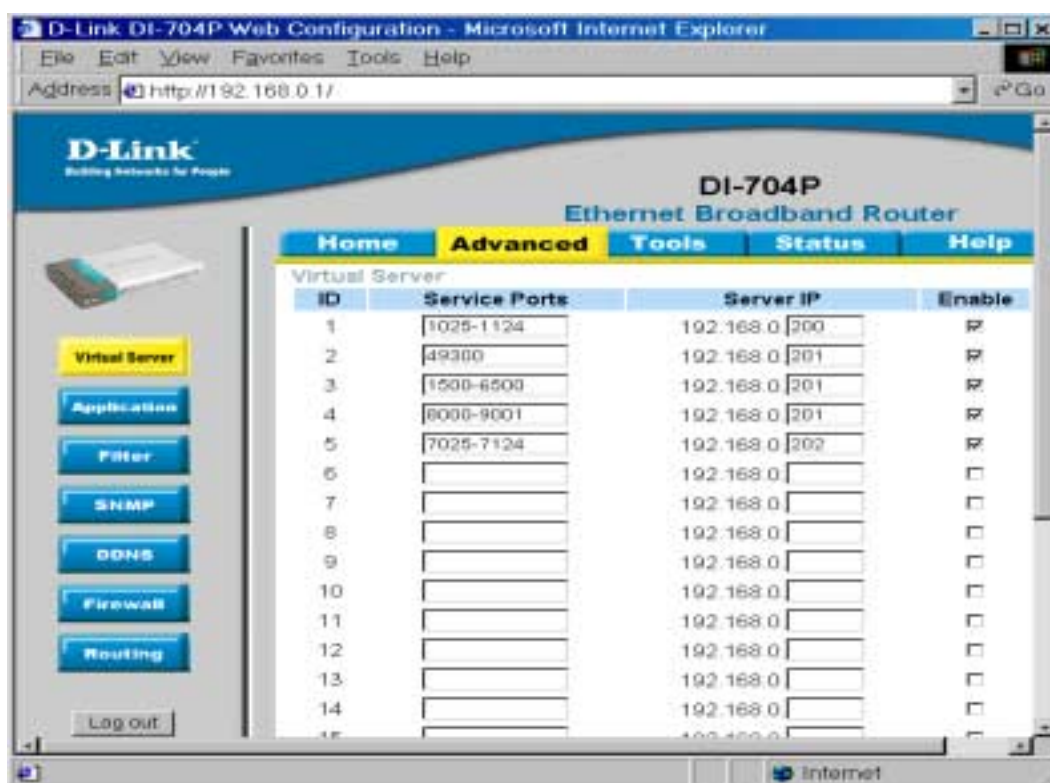 D-Link DI-704P Web Configuration - Microsoft Internet Explorer
File Edit View Favorites Tools Help
Address http://192.168.0.1/ Go
D-Link
Building Networks for People
DI-704P
Ethernet Broadband Router
Home Advanced Tools Status Help
Virtual Server
ID Service Ports Server IP Enable
1 1025-1124 192.168.0.200
2 49300 192.168.0.201
3 1500-6500 192.168.0.201
4 8000-9001 192.168.0.201
5 7025-7124 192.168.0.202
6 192.168.0.
7 192.168.0.
8 192.168.0.
9 192.168.0.
10 192.168.0.
11 192.168.0.
12 192.168.0.
13 192.168.0.
14 192.168.0.
Virtual Server
Application
Filter
SNMP
DDNS
Firewall
Routing
Log out
Internet